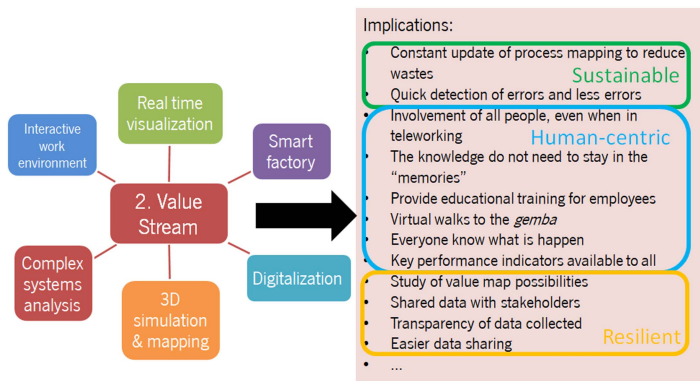 Real time
visualization
Interactive
work
environment
Smart
factory
2. Value
Stream
Complex
systems
analysis
3D
simulation
& mapping
Digitalization
Implications:
• Constant update of process mapping to reduce
wastes
Sustainable
• Quick detection of errors and less errors
• Involvement of all people, even when in
teleworking
Human-centric
• The knowledge do not need to stay in the
“memories”
• Provide educational training for employees
• Virtual walks to the gemba
• Everyone know what is happen
• Key performance indicators available to all
• Study of value map possibilities
• Shared data with stakeholders
• Transparency of data collected
• Easier data sharing
Resilient
• ...